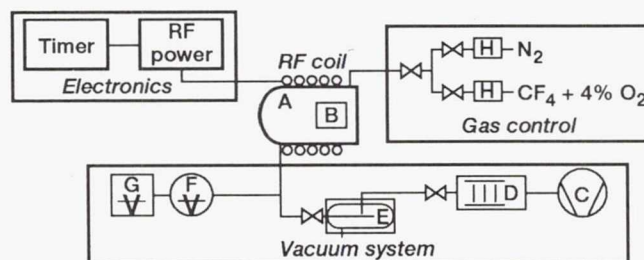 Timer
RF
power
Electronics
RF coil
A
B
H
N₂
H
CF₄ + 4% O₂
Gas control
G
F
E
D
C
Vacuum system